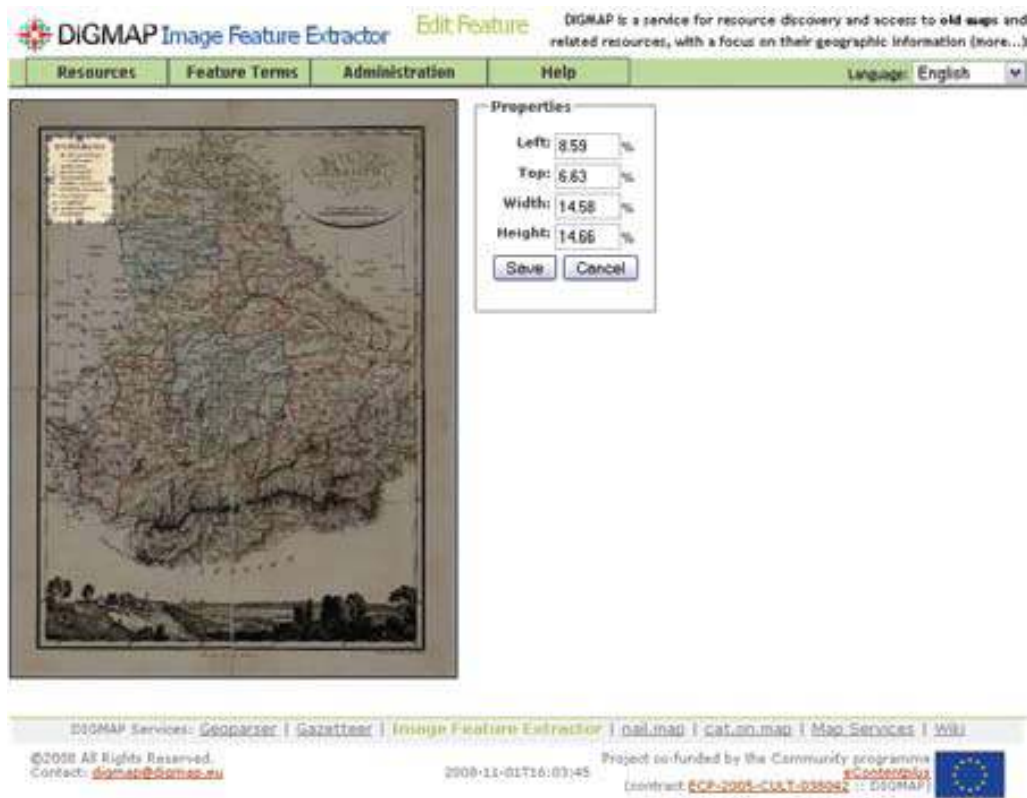 DiGMAP Image Feature Extractor
Edit Feature
DIGMAP is a service for resource discovery and access to old maps and
related resources, with a focus on their geographic information (more...)
Resources
Feature Terms
Administration
Help
Language: English
Properties
Left: 8.59 %
Top: 6.63 %
Width: 14.58 %
Height: 14.66 %
Save
Cancel
DIGMAP Services: Geoparser | Gazetteer | Image Feature Extractor | nail.map | cat.on.map | Map Services | Wiki
©2008 All Rights Reserved.
Contact: digmap@digmap.eu
2008-11-01T16:03:45
Project co-funded by the Community programme
eContentplus
(contract ECP-2005-CULT-038042 :: DIGMAP)